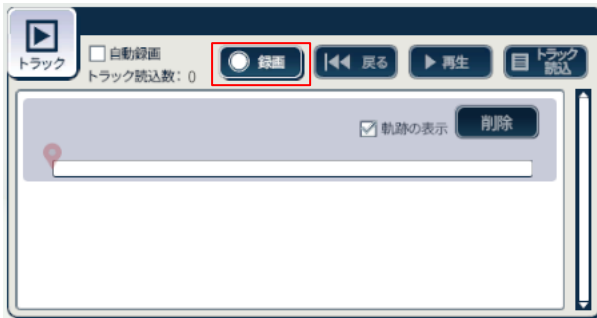 トラック
自動録画
トラック読込数: 0
録画
戻る
再生
トラック
読込
軌跡の表示
削除